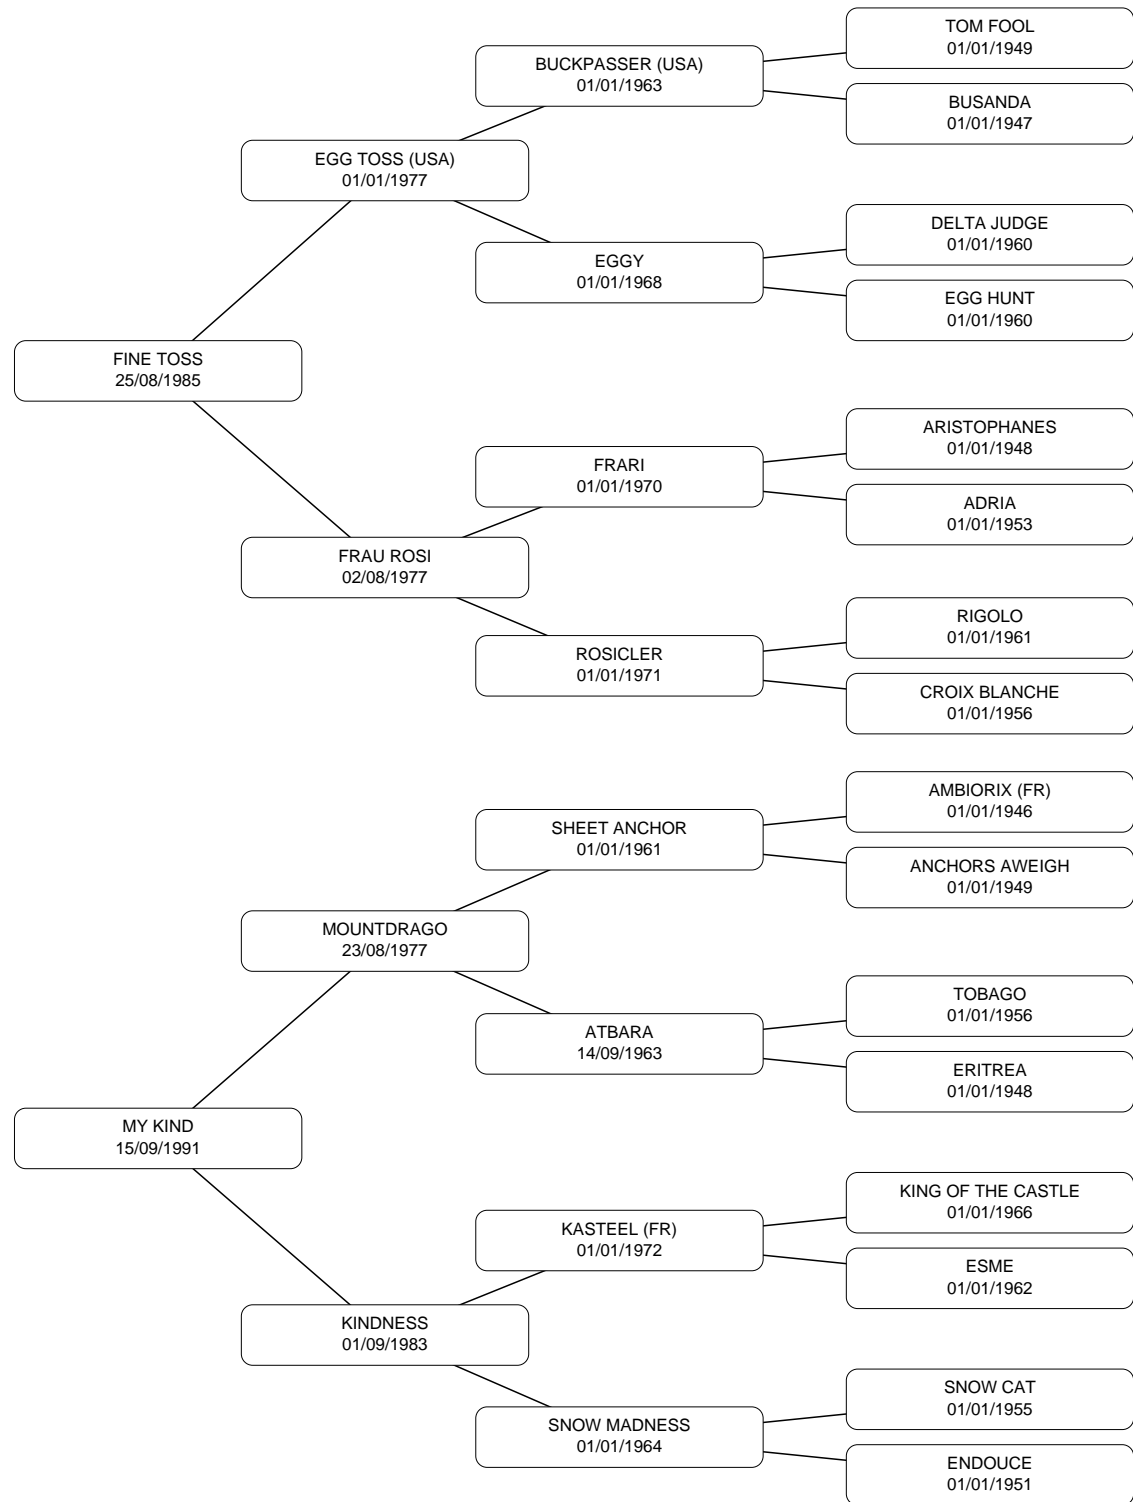 TOM FOOL
01/01/1949
BUCKPASSER (USA)
01/01/1963
BUSANDA
01/01/1947
EGG TOSS (USA)
01/01/1977
DELTA JUDGE
01/01/1960
EGGY
01/01/1968
EGG HUNT
01/01/1960
FINE TOSS
25/08/1985
ARISTOPHANES
01/01/1948
FRARI
01/01/1970
ADRIA
01/01/1953
FRAU ROSI
02/08/1977
RIGOLO
01/01/1961
ROSICLER
01/01/1971
CROIX BLANCHE
01/01/1956
AMBIORIX (FR)
01/01/1946
SHEET ANCHOR
01/01/1961
ANCHORS AWEIGH
01/01/1949
MOUNTDRAGO
23/08/1977
TOBAGO
01/01/1956
ATBARA
14/09/1963
ERITREA
01/01/1948
MY KIND
15/09/1991
KING OF THE CASTLE
01/01/1966
KASTEEL (FR)
01/01/1972
ESME
01/01/1962
KINDNESS
01/09/1983
SNOW CAT
01/01/1955
SNOW MADNESS
01/01/1964
ENDOUCE
01/01/1951